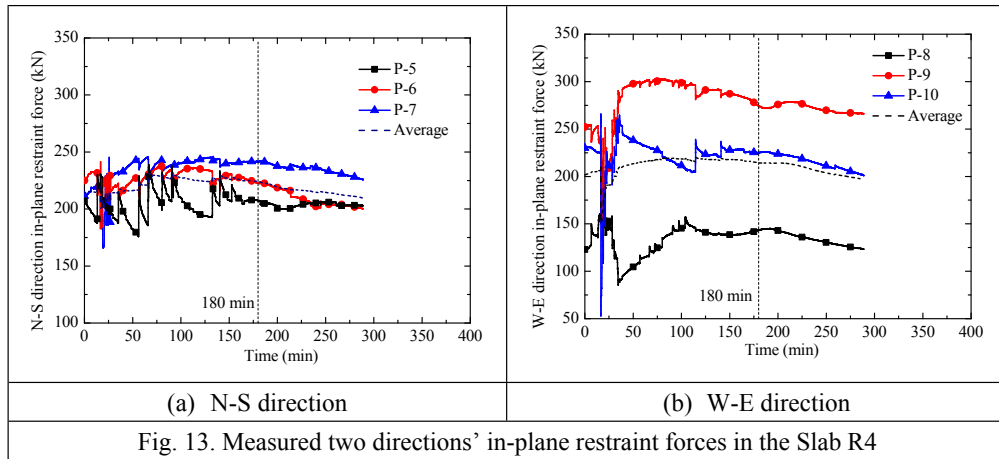 N-S direction in-plane restraint force (kN)
350
300
250
200
150
100
0 50 100 150 200 250 300 350 400
Time (min)
P-5
P-6
P-7
Average
180 min
W-E direction in-plane restraint force (kN)
350
300
250
200
150
100
50
0 50 100 150 200 250 300 350 400
Time (min)
P-8
P-9
P-10
Average
180 min
(a) N-S direction
(b) W-E direction
Fig. 13. Measured two directions' in-plane restraint forces in the Slab R4